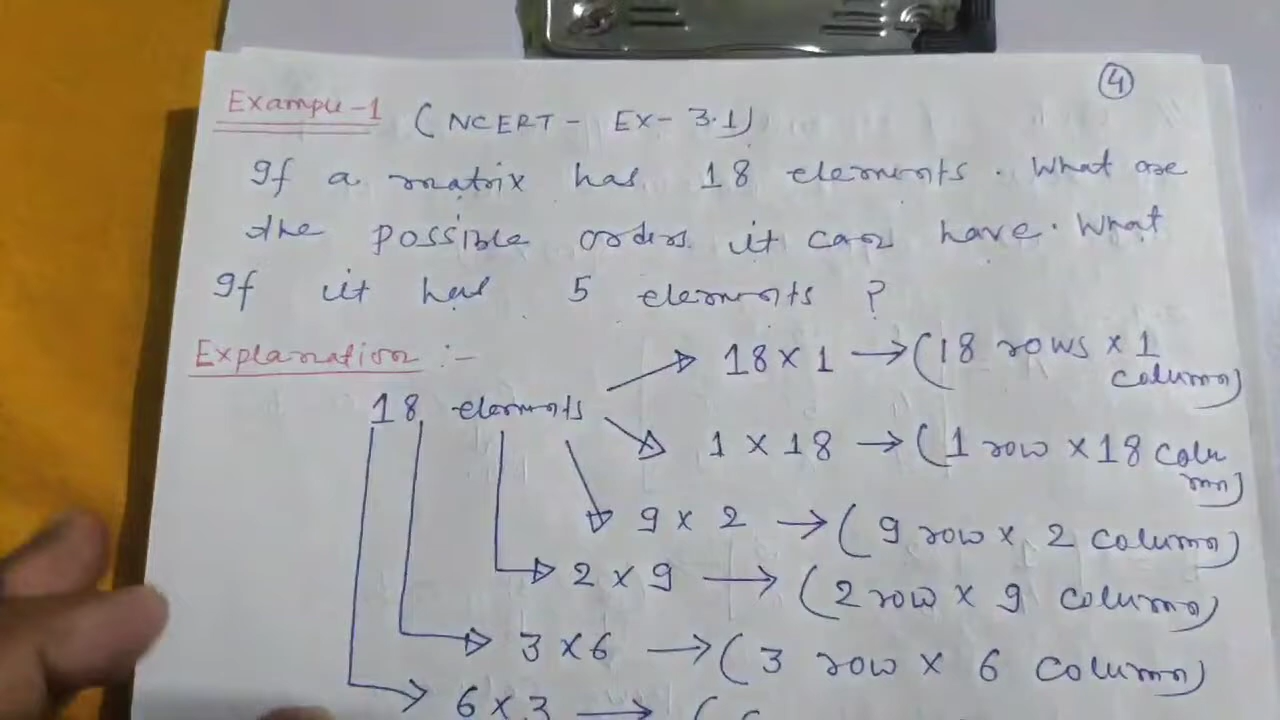 4
Example-1 (NCERT - EX- 3.1)
If a matrix has 18 elements. What are
the possible orders it can have. What
If it has 5 elements ?
Explanation :-
18 elements
18 × 1 → (18 rows × 1
column)
1 × 18 → (1 row × 18 colu
mn)
9 × 2 → (9 row × 2 column)
2 × 9 → (2 row × 9 column)
3 × 6 → (3 row × 6 column)
6 × 3 → (6